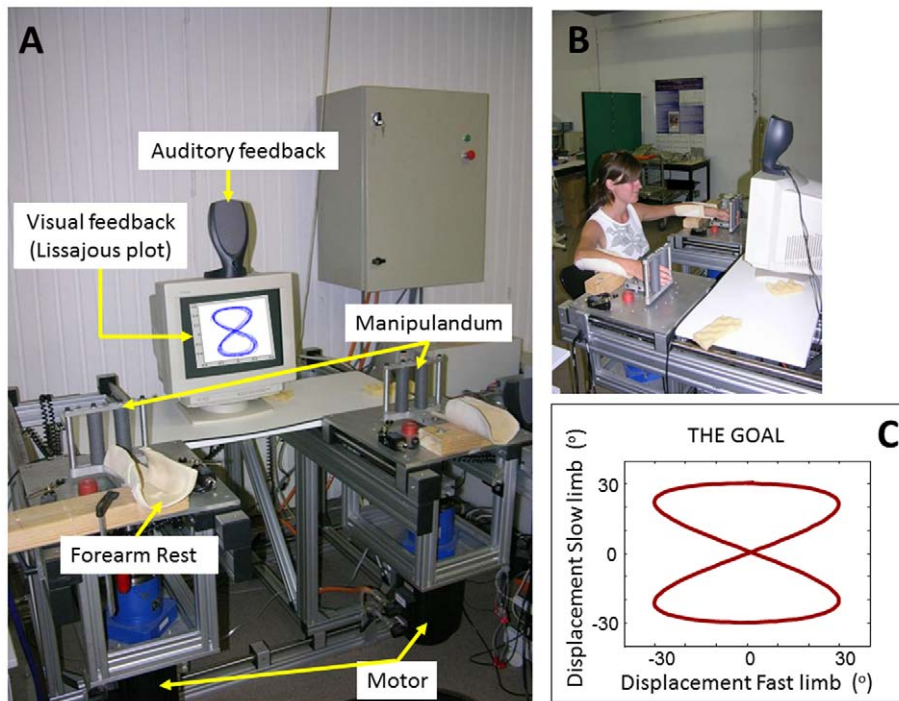 A
Auditory feedback
Visual feedback
(Lissajous plot)
Manipulandum
Forearm Rest
Motor
B
C
THE GOAL
Displacement Slow limb (º)
30
0
-30
-30
0
30
Displacement Fast limb (º)